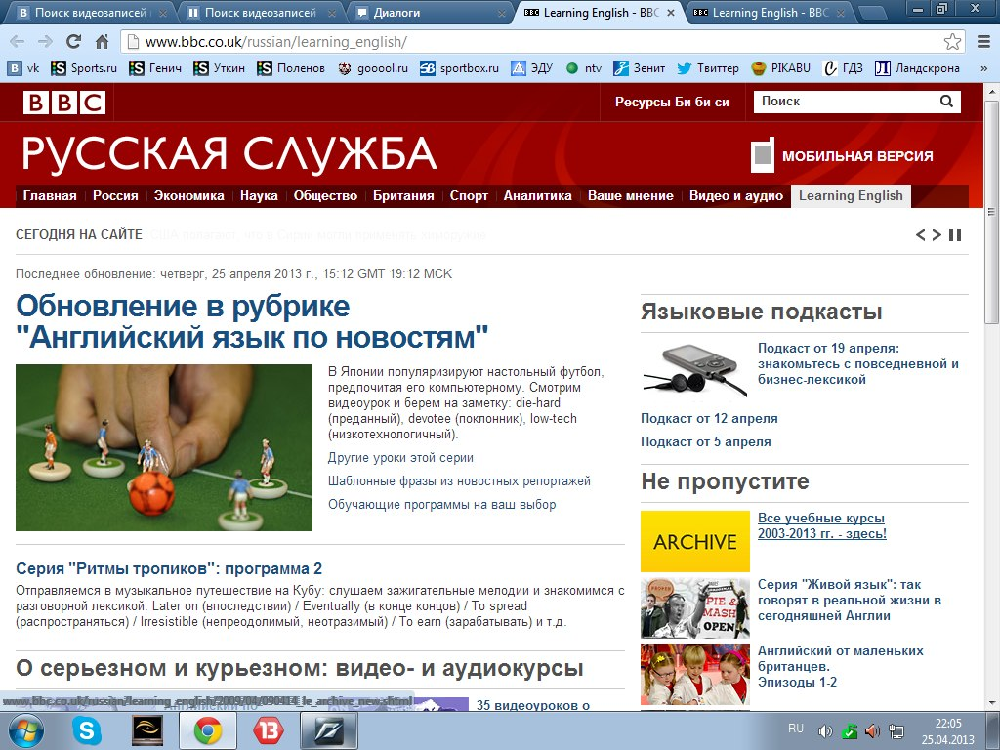 Поиск видеозаписей
Поиск видеозаписей
Диалоги
Learning English - BBC
Learning English - BBC
www.bbc.co.uk/russian/learning_english/
vk
Sports.ru
Генич
Уткин
Поленов
gooool.ru
sportbox.ru
ЭДУ
ntv
Зенит
Твиттер
PIKABU
ГДЗ
Ландскрона
»
BBC
Ресурсы Би-би-си
Поиск
РУССКАЯ СЛУЖБА
МОБИЛЬНАЯ ВЕРСИЯ
Главная
Россия
Экономика
Наука
Общество
Британия
Спорт
Аналитика
Ваше мнение
Видео и аудио
Learning English
СЕГОДНЯ НА САЙТЕ
Последнее обновление: четверг, 25 апреля 2013 г., 15:12 GMT 19:12 MCK
Обновление в рубрике
"Английский язык по новостям"
В Японии популяризируют настольный футбол,
предпочитая его компьютерному. Смотрим
видеоурок и берем на заметку: die-hard
(преданный), devotee (поклонник), low-tech
(низкотехнологичный).
Другие уроки этой серии
Шаблонные фразы из новостных репортажей
Обучающие программы на ваш выбор
Серия "Ритмы тропиков": программа 2
Отправляемся в музыкальное путешествие на Кубу: слушаем зажигательные мелодии и знакомимся с
разговорной лексикой: Later on (впоследствии) / Eventually (в конце концов) / To spread
(распространяться) / Irresistible (непреодолимый, неотразимый) / To earn (зарабатывать) и т.д.
О серьезном и курьезном: видео- и аудиокурсы
35 видеоуроков о
Языковые подкасты
Подкаст от 19 апреля:
знакомьтесь с повседневной и
бизнес-лексикой
Подкаст от 12 апреля
Подкаст от 5 апреля
Не пропустите
ARCHIVE
Все учебные курсы
2003-2013 гг. - здесь!
PIE &
MASH
OPEN
Серия "Живой язык": так
говорят в реальной жизни в
сегодняшней Англии
Английский от маленьких
британцев.
Эпизоды 1-2
www.bbc.co.uk/russian/learning_english/2009/04/090414_le_archive_new.shtml
13
RU
22:05
25.04.2013